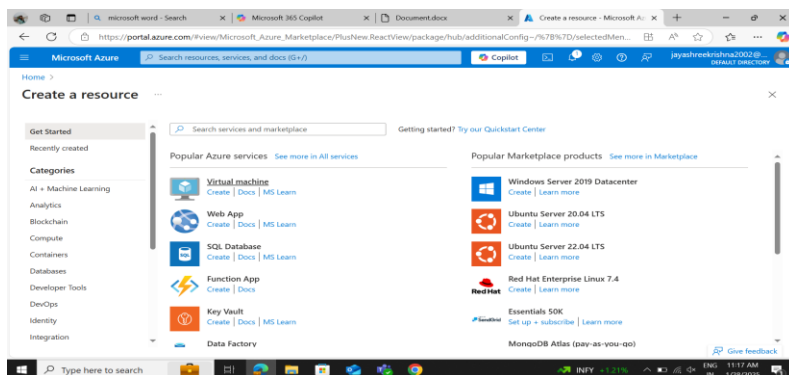 microsoft word - Search
Microsoft 365 Copilot
Document.docx
Create a resource - Microsoft Az
https://portal.azure.com/#view/Microsoft_Azure_Marketplace/PlusNew.ReactView/package/hub/additionalConfig~/%7B%7D/selectedMen...
Microsoft Azure
Search resources, services, and docs (G+/)
Copilot
jayashreekrishna2002@...
DEFAULT DIRECTORY
Home >
Create a resource ...
Get Started
Recently created
Categories
AI + Machine Learning
Analytics
Blockchain
Compute
Containers
Databases
Developer Tools
DevOps
Identity
Integration
Search services and marketplace
Getting started? Try our Quickstart Center
Popular Azure services See more in All services
Virtual machine
Create | Docs | MS Learn
Web App
Create | Docs | MS Learn
SQL Database
Create | Docs | MS Learn
Function App
Create | Docs
Key Vault
Create | Docs | MS Learn
Data Factory
Popular Marketplace products See more in Marketplace
Windows Server 2019 Datacenter
Create | Learn more
Ubuntu Server 20.04 LTS
Create | Learn more
Ubuntu Server 22.04 LTS
Create | Learn more
Red Hat Enterprise Linux 7.4
Red Hat
Create | Learn more
Essentials 50K
SendGrid
Set up + subscribe | Learn more
MongoDB Atlas (pay-as-you-go)
Give feedback
Type here to search
INFY +1.21%
ENG
IN
11:17 AM
1/28/2025